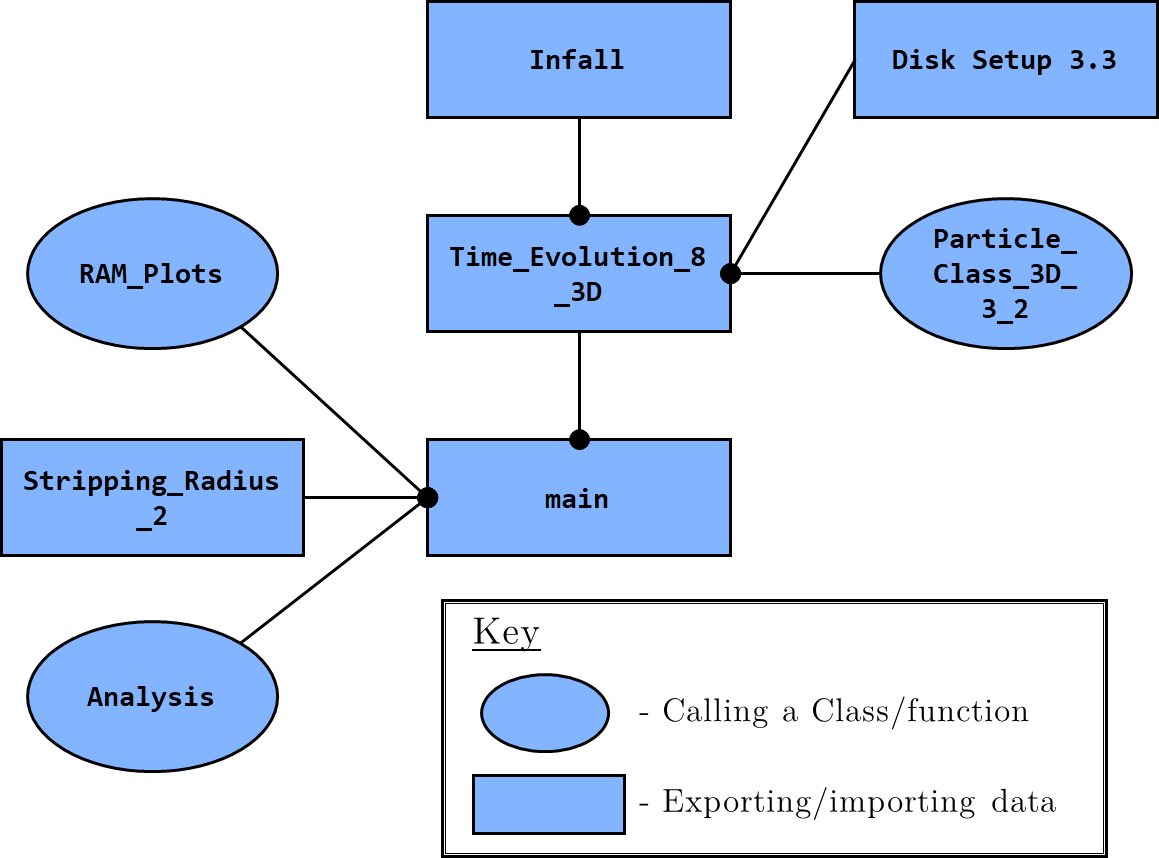 Infall
Disk Setup 3.3
RAM_Plots
Time_Evolution_8
_3D
Particle_
Class_3D_
3_2
Stripping_Radius
_2
main
Analysis
Key
- Calling a Class/function
- Exporting/importing data